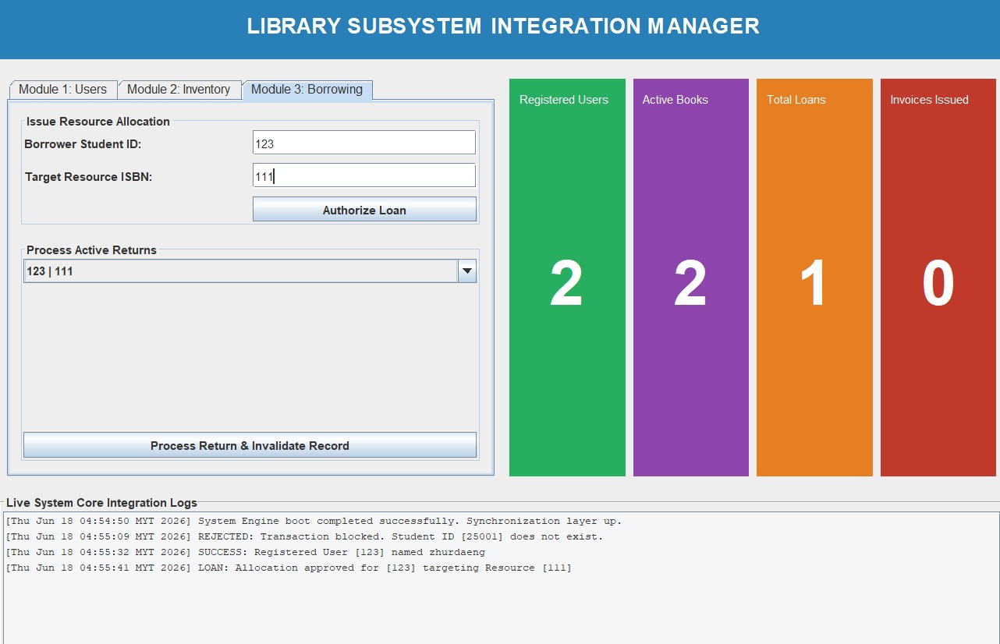 LIBRARY SUBSYSTEM INTEGRATION MANAGER
Module 1: Users
Module 2: Inventory
Module 3: Borrowing
Issue Resource Allocation
Borrower Student ID:
123
Target Resource ISBN:
111
Authorize Loan
Process Active Returns
123 | 111
Process Return & Invalidate Record
Registered Users
2
Active Books
2
Total Loans
1
Invoices Issued
0
Live System Core Integration Logs
[Thu Jun 18 04:54:50 MYT 2026] System Engine boot completed successfully. Synchronization layer up.
[Thu Jun 18 04:55:09 MYT 2026] REJECTED: Transaction blocked. Student ID [25001] does not exist.
[Thu Jun 18 04:55:32 MYT 2026] SUCCESS: Registered User [123] named zhurdaeng
[Thu Jun 18 04:55:41 MYT 2026] LOAN: Allocation approved for [123] targeting Resource [111]